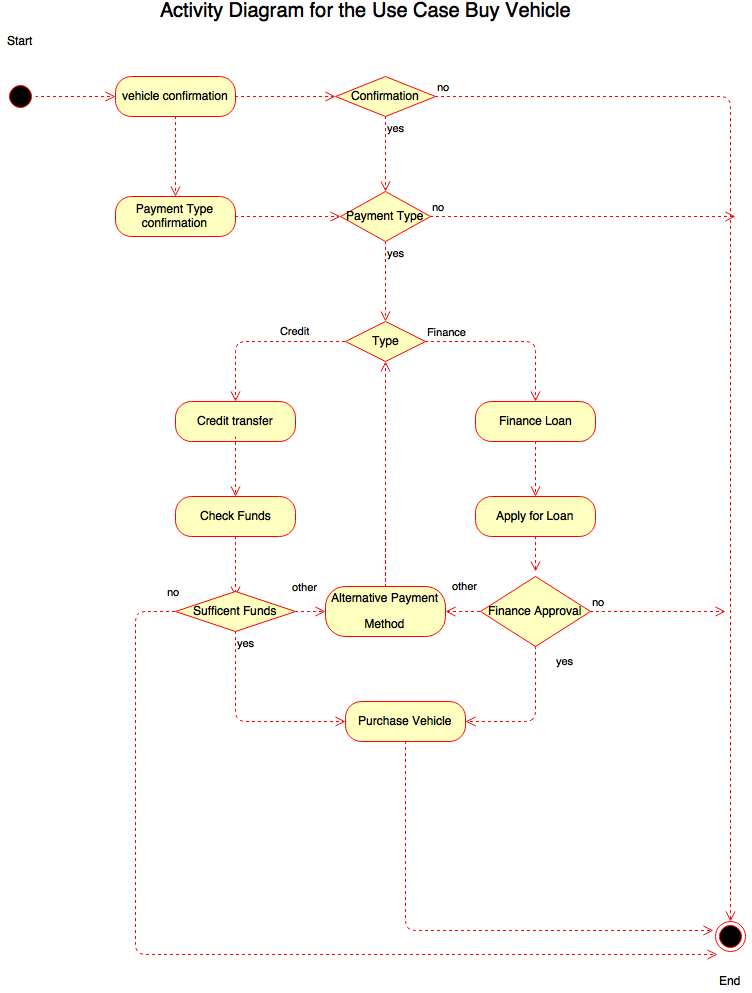 Activity Diagram for the Use Case Buy Vehicle
Start
vehicle confirmation
Confirmation
no
yes
Payment Type
confirmation
Payment Type
no
yes
Credit
Type
Finance
Credit transfer
Finance Loan
Check Funds
Apply for Loan
no
Sufficent Funds
other
Alternative Payment
Method
other
Finance Approval
no
yes
yes
Purchase Vehicle
End